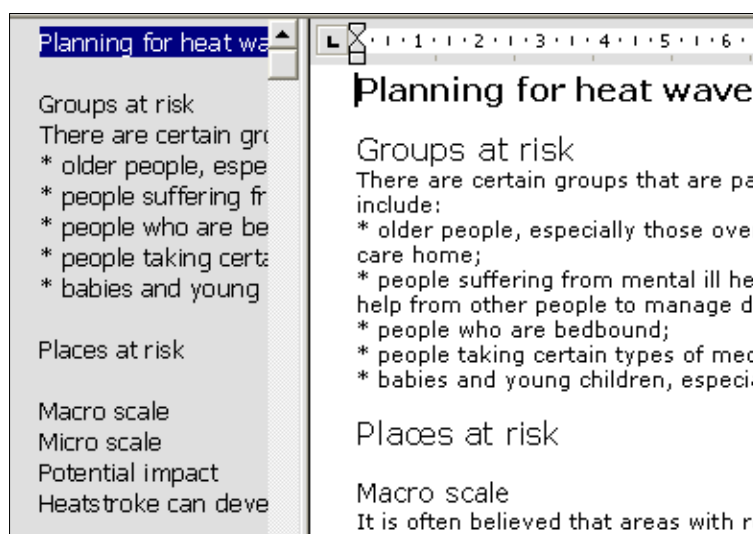 Planning for heat wa
Groups at risk
There are certain gro
* older people, espe
* people suffering fr
* people who are be
* people taking certa
* babies and young
Places at risk
Macro scale
Micro scale
Potential impact
Heatstroke can deve
L 1 2 3 4 5 6
Planning for heat wave
Groups at risk
There are certain groups that are pa
include:
* older people, especially those ove
care home;
* people suffering from mental ill he
help from other people to manage d
* people who are bedbound;
* people taking certain types of med
* babies and young children, especia
Places at risk
Macro scale
It is often believed that areas with r